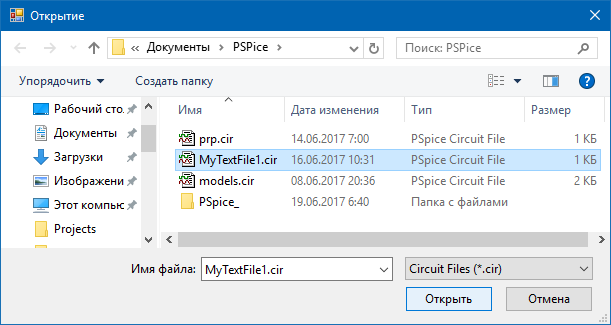 Открытие
« Документы › PSPice ›
Поиск: PSPice
Упорядочить
Создать папку
?
Имя Дата изменения Тип Размер
Рабочий сто.
Документы
Загрузки
Изображени
Этот компью
Projects
prp.cir 14.06.2017 7:00 PSpice Circuit File 1 КБ
MyTextFile1.cir 16.06.2017 10:31 PSpice Circuit File 1 КБ
models.cir 08.06.2017 20:36 PSpice Circuit File 2 КБ
PSpice_ 19.06.2017 6:40 Папка с файлами
Имя файла: MyTextFile1.cir Circuit Files (*.cir)
Открыть Отмена